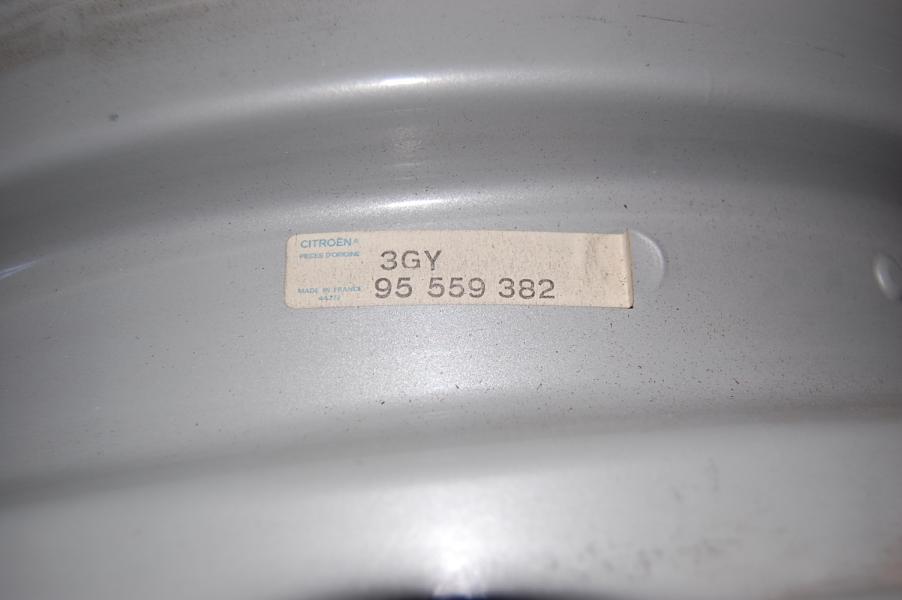 CITROËN®
PIECES D'ORIGINE
3GY
MADE IN FRANCE
95 559 382